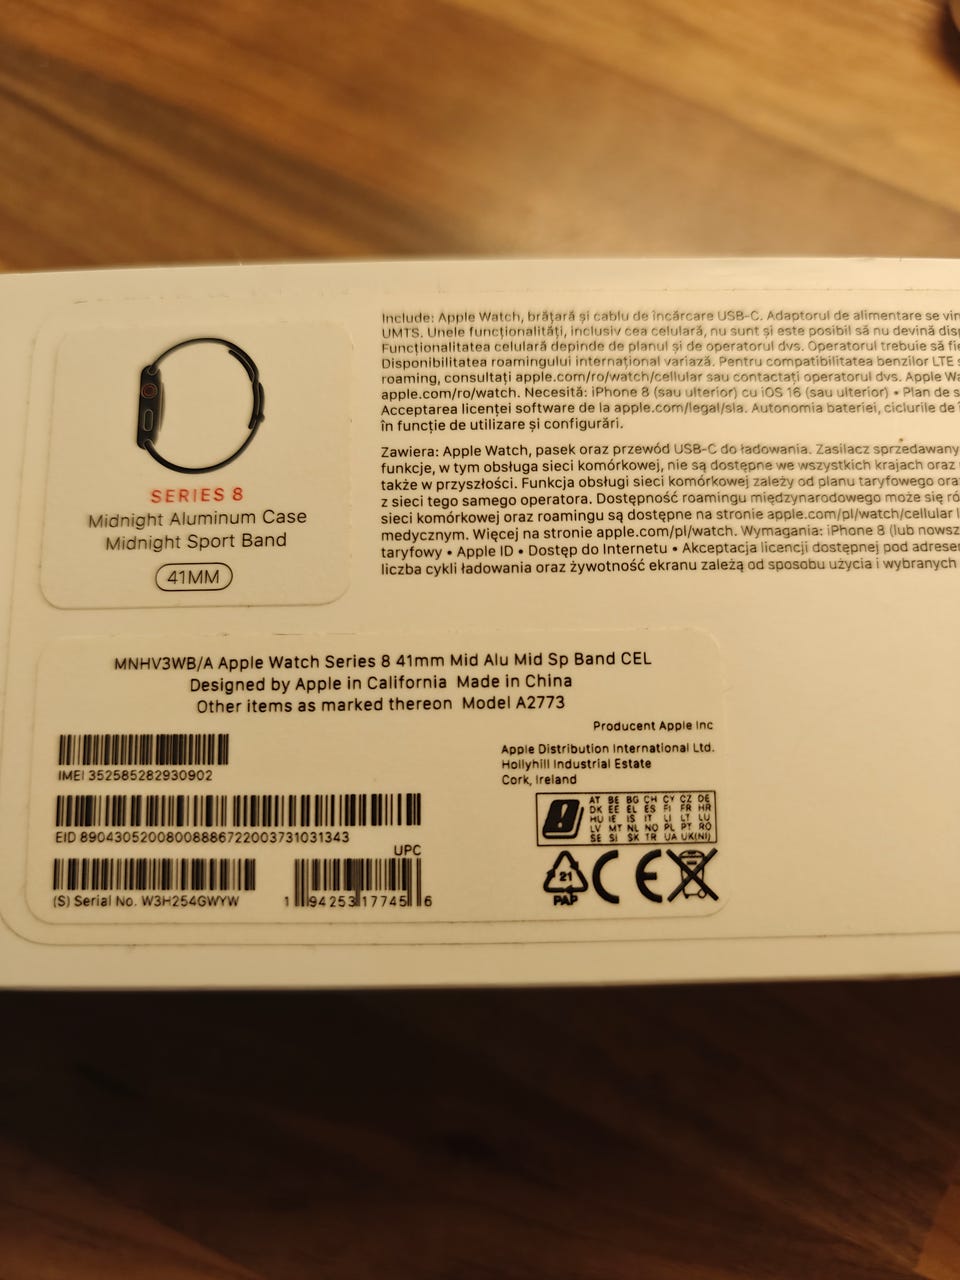 SERIES 8
Midnight Aluminum Case
Midnight Sport Band
41MM
Include: Apple Watch, brățară și cablu de încărcare USB-C. Adaptorul de alimentare se
UMTS. Unele funcționalități, inclusiv cea celulară, nu sunt și este posibil să nu devină
Funcționalitatea celulară depinde de planul și de operatorul dvs. Operatorul trebuie să
Disponibilitatea roamingului internațional variază. Pentru compatibilitatea benzilor LTE
roaming, consultați apple.com/ro/watch/cellular sau contactați operatorul dvs. Apple
apple.com/ro/watch. Necesită: iPhone 8 (sau ulterior) cu iOS 16 (sau ulterior) • Plan de
Acceptarea licenței software de la apple.com/legal/sla. Autonomia bateriei, ciclurile de
în funcție de utilizare și configurări.
Zawiera: Apple Watch, pasek oraz przewód USB-C do ładowania. Zasilacz sprzedawany
funkcje, w tym obsługa sieci komórkowej, nie są dostępne we wszystkich krajach oraz
także w przyszłości. Funkcja obsługi sieci komórkowej zależy od planu taryfowego
z sieci tego samego operatora. Dostępność roamingu międzynarodowego może się
sieci komórkowej oraz roamingu są dostępne na stronie apple.com/pl/watch/cellular
medycznym. Więcej na stronie apple.com/pl/watch. Wymagania: iPhone 8 (lub
taryfowy • Apple ID • Dostęp do Internetu • Akceptacja licencji dostępnej pod
liczba cykli ładowania oraz żywotność ekranu zależą od sposobu użycia i wybranych
MNHV3WB/A Apple Watch Series 8 41mm Mid Alu Mid Sp Band CEL
Designed by Apple in California Made in China
Other items as marked thereon Model A2773
Producent Apple Inc
Apple Distribution International Ltd.
Hollyhill Industrial Estate
Cork, Ireland
IMEI 352585282930902
EID 89043052008008886722003731031343
UPC
(S) Serial No. W3H254GWYW
1 94253 17745 6
AT BE BG CH CY CZ DE
DK EE EL ES FI FR HR
HU IE IS IT LI LT LU
LV MT NL NO PL PT RO
SE SI SK TR UA UK(NI)
21
PAP
CE